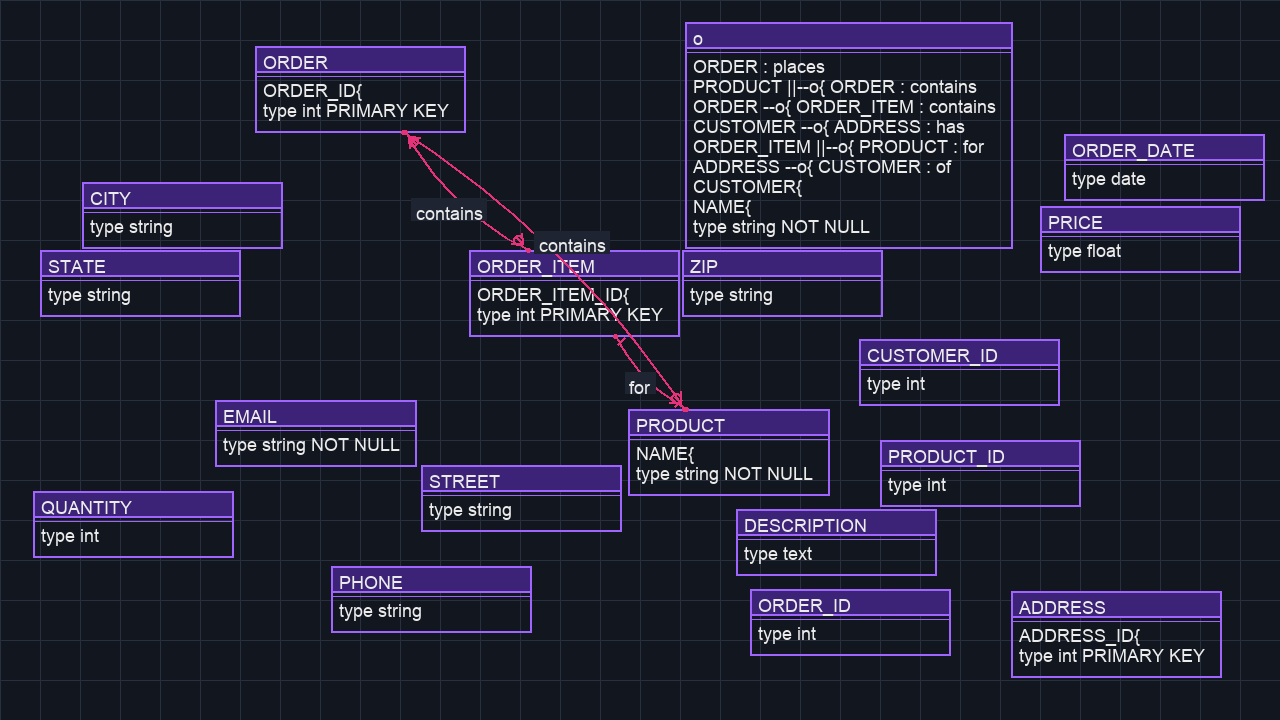 o
ORDER : places
PRODUCT ||--o{ ORDER : contains
ORDER --o{ ORDER_ITEM : contains
CUSTOMER --o{ ADDRESS : has
ORDER_ITEM ||--o{ PRODUCT : for
ADDRESS --o{ CUSTOMER : of
CUSTOMER{
NAME{
type string NOT NULL
ORDER
ORDER_ID{
type int PRIMARY KEY
ORDER_DATE
type date
CITY
type string
PRICE
type float
contains
contains
STATE
type string
ORDER_ITEM
ORDER_ITEM_ID{
type int PRIMARY KEY
ZIP
type string
CUSTOMER_ID
type int
for
EMAIL
type string NOT NULL
PRODUCT
NAME{
type string NOT NULL
PRODUCT_ID
type int
STREET
type string
QUANTITY
type int
DESCRIPTION
type text
PHONE
type string
ORDER_ID
type int
ADDRESS
ADDRESS_ID{
type int PRIMARY KEY